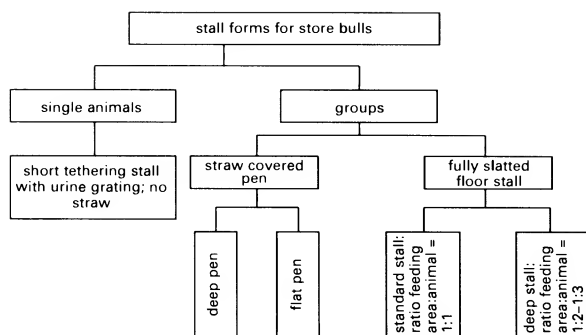 stall forms for store bulls
single animals
groups
short tethering stall
with urine grating; no
straw
straw covered
pen
fully slatted
floor stall
deep pen
flat pen
standard stall:
ratio feeding
area:animal =
1:1
deep stall:
ratio feeding
area:animal =
1:2–1:3